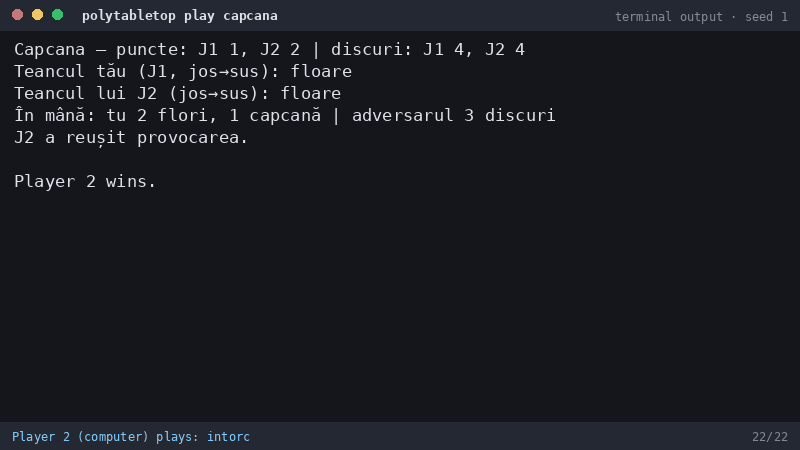 polytabletop play capcana
terminal output · seed 1
Capcana — puncte: J1 1, J2 2 | discuri: J1 4, J2 4
Teancul tău (J1, jos→sus): floare
Teancul lui J2 (jos→sus): floare
În mână: tu 2 flori, 1 capcană | adversarul 3 discuri
J2 a reușit provocarea.
Player 2 wins.
Player 2 (computer) plays: intorc
22/22